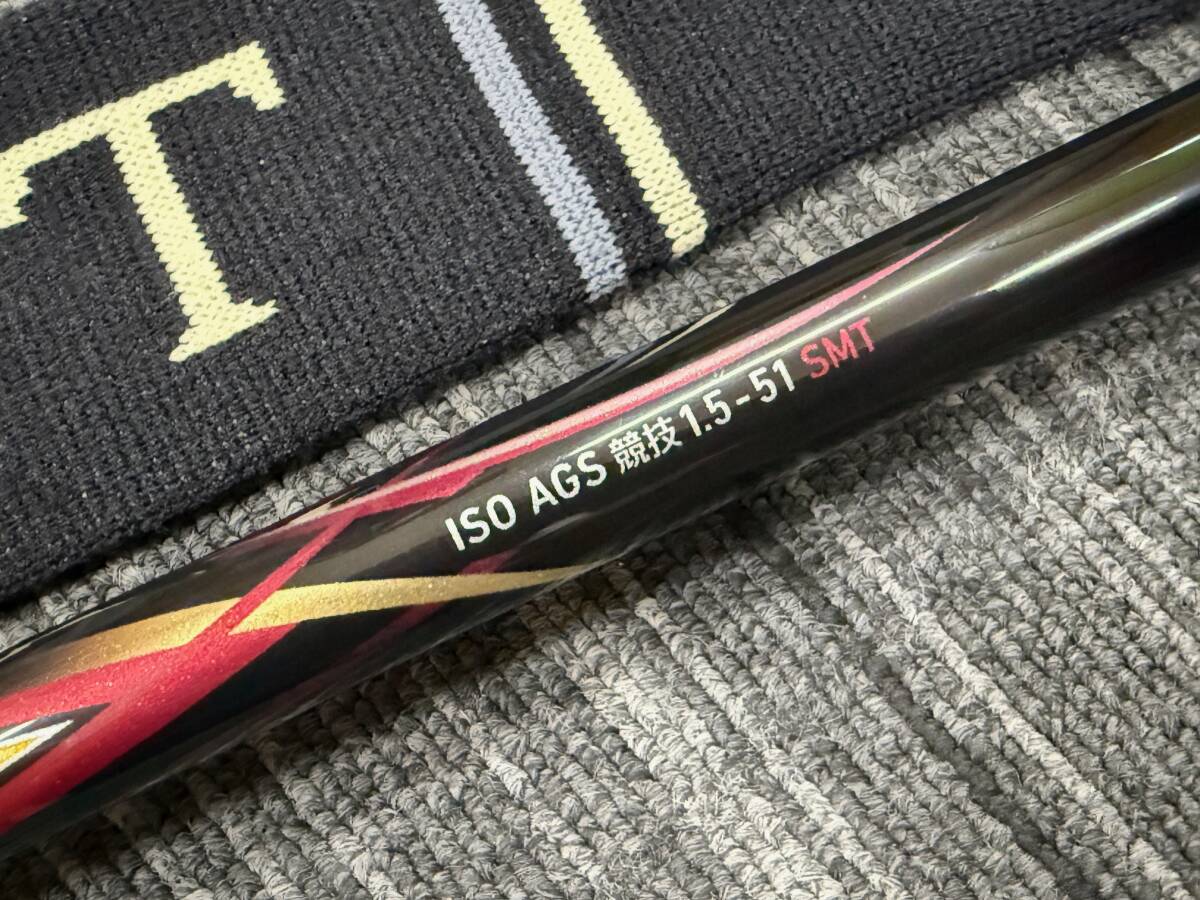 T
ISO AGS 競技 1.5-51 SMT